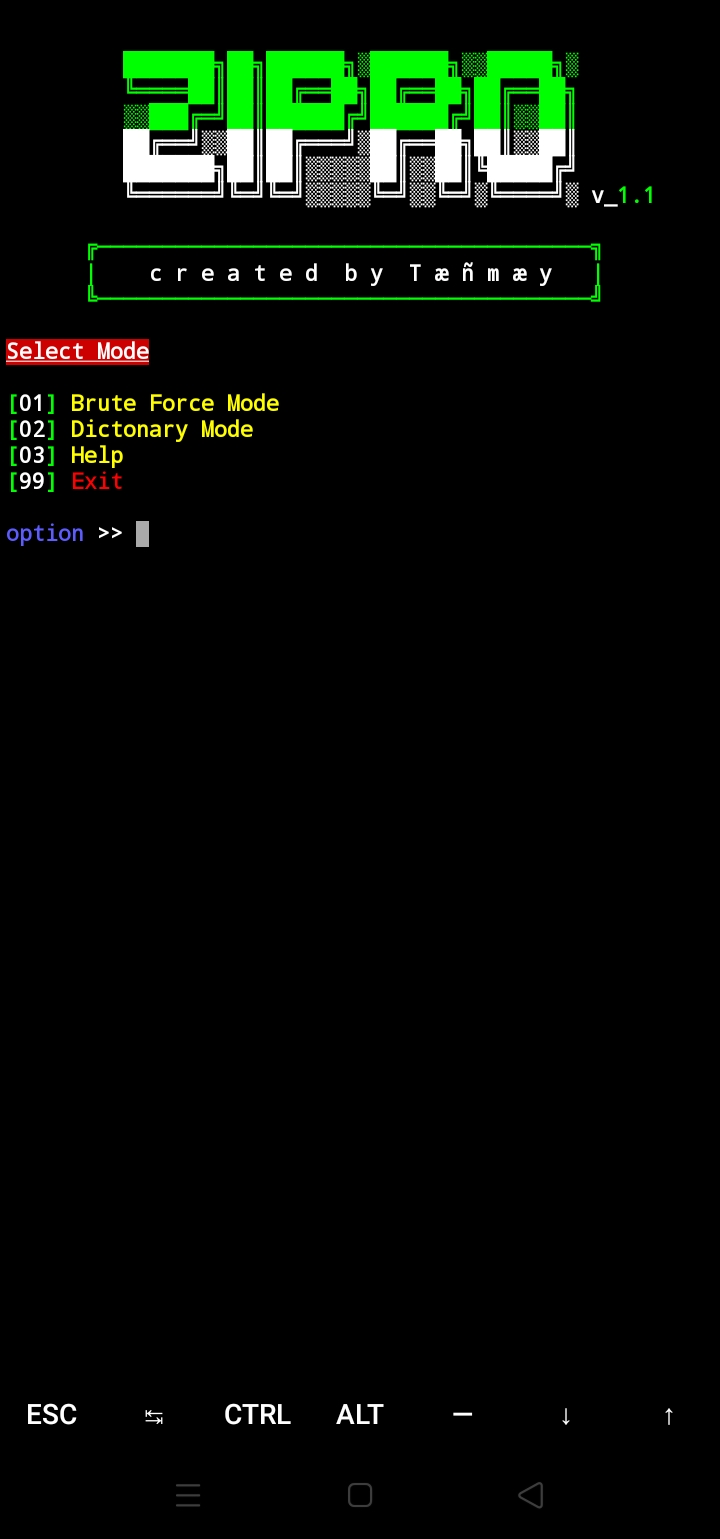 ZIPRO
v_1.1
created by Tæñmæy
Select Mode
[01] Brute Force Mode
[02] Dictonary Mode
[03] Help
[99] Exit
option >>
ESC ↹ CTRL ALT — ↓ ↑